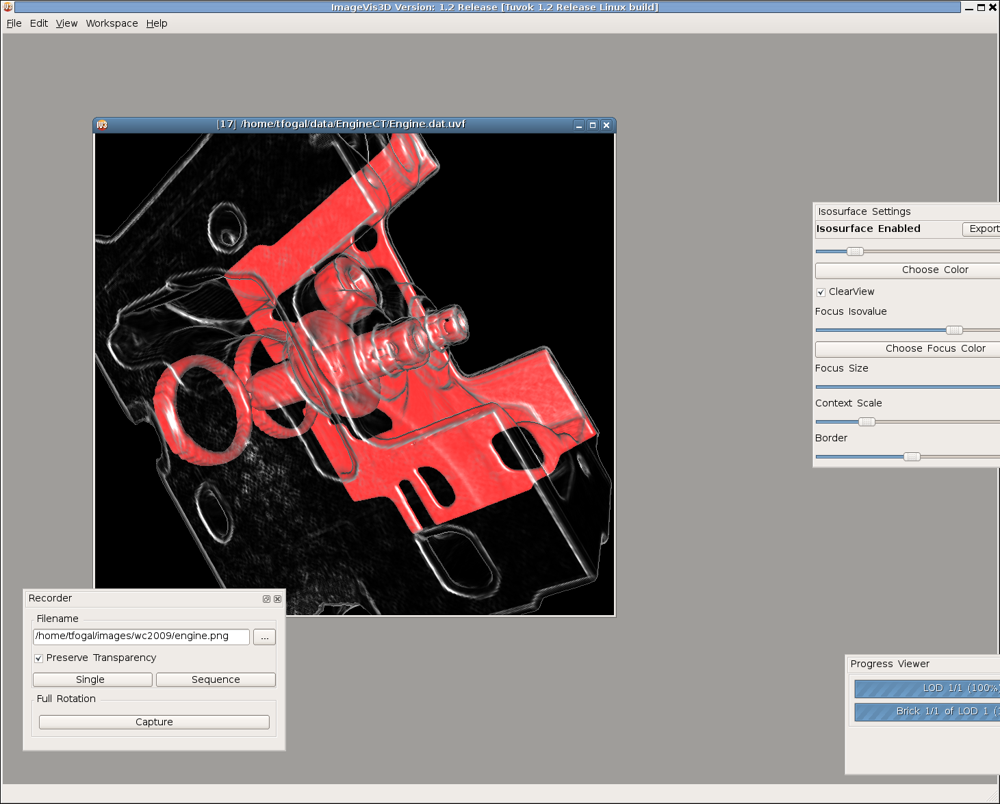 ImageVis3D Version: 1.2 Release [Tuvok 1.2 Release Linux build]
File Edit View Workspace Help
[17] /home/tfogal/data/EngineCT/Engine.dat.uvf
Isosurface Settings
Isosurface Enabled
Export
Choose Color
ClearView
Focus Isovalue
Choose Focus Color
Focus Size
Context Scale
Border
Recorder
Filename
/home/tfogal/images/wc2009/engine.png
...
Preserve Transparency
Single
Sequence
Full Rotation
Capture
Progress Viewer
LOD 1/1 (100%)
Brick 1/1 of LOD 1 (